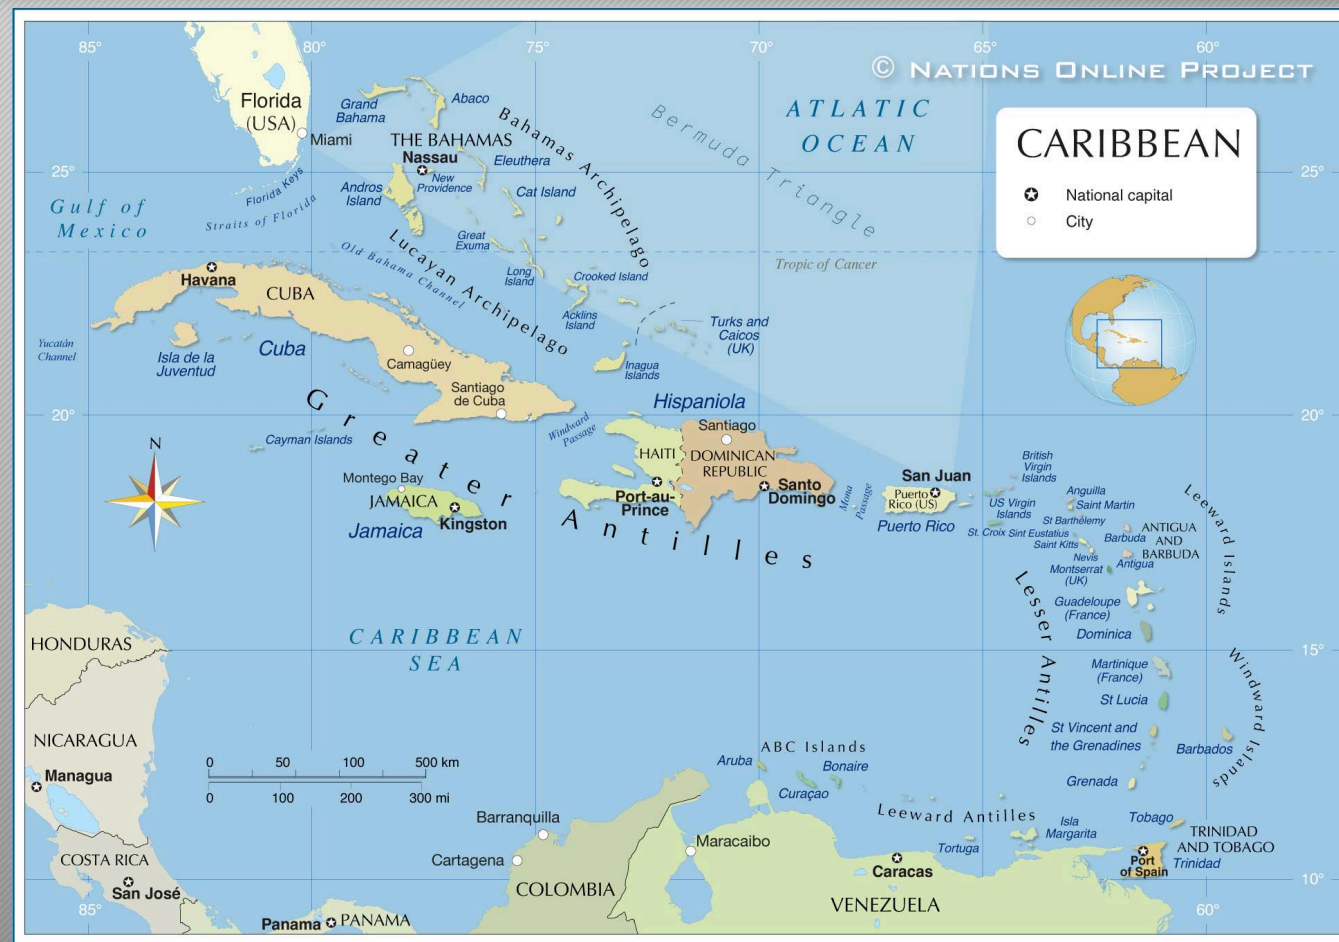 85°
80°
75°
70°
65°
60°
© NATIONS ONLINE PROJECT
ATLATIC
OCEAN
CARIBBEAN
National capital
City
Florida
(USA)
Miami
Grand
Bahama
Abaco
THE BAHAMAS
Nassau
New
Providence
Eleuthera
Bahamas Archipelago
Bermuda Triangle
25°
25°
Florida Keys
Straits of Florida
Andros
Island
Cat Island
Gulf of
Mexico
Great
Exuma
Long
Island
Crooked Island
Acklins
Island
Lucayan Archipelago
Old Bahama Channel
Tropic of Cancer
Havana
CUBA
Cuba
Yucatán
Channel
Isla de la
Juventud
Camagüey
Santiago
de Cuba
Turks and
Caicos
(UK)
Inagua
Islands
20°
20°
Hispaniola
Windward
Passage
Greater Antilles
Cayman Islands
N
Montego Bay
JAMAICA
Kingston
Jamaica
HAITI
Port-au-
Prince
Santiago
DOMINICAN
REPUBLIC
Santo
Domingo
Mona
Passage
San Juan
Puerto
Rico (US)
Puerto Rico
British
Virgin
Islands
US Virgin
Islands
St. Croix
Anguilla
Saint Martin
St Barthélemy
Sint Eustatius
Saint Kitts
Nevis
Barbuda
ANTIGUA
AND
BARBUDA
Antigua
Montserrat
(UK)
Leeward Islands
Lesser Antilles
Guadeloupe
(France)
Dominica
15°
Martinique
(France)
St Lucia
St Vincent and
the Grenadines
Barbados
Windward Islands
Grenada
CARIBBEAN
SEA
HONDURAS
NICARAGUA
Managua
COSTA RICA
San José
Panama
PANAMA
0 50 100 500 km
0 100 200 300 mi
ABC Islands
Aruba
Bonaire
Curaçao
Leeward Antilles
Tortuga
Isla
Margarita
Tobago
TRINIDAD
AND TOBAGO
Port
of Spain
Trinidad
Barranquilla
Cartagena
COLOMBIA
Maracaibo
Caracas
VENEZUELA
10°
85°
60°